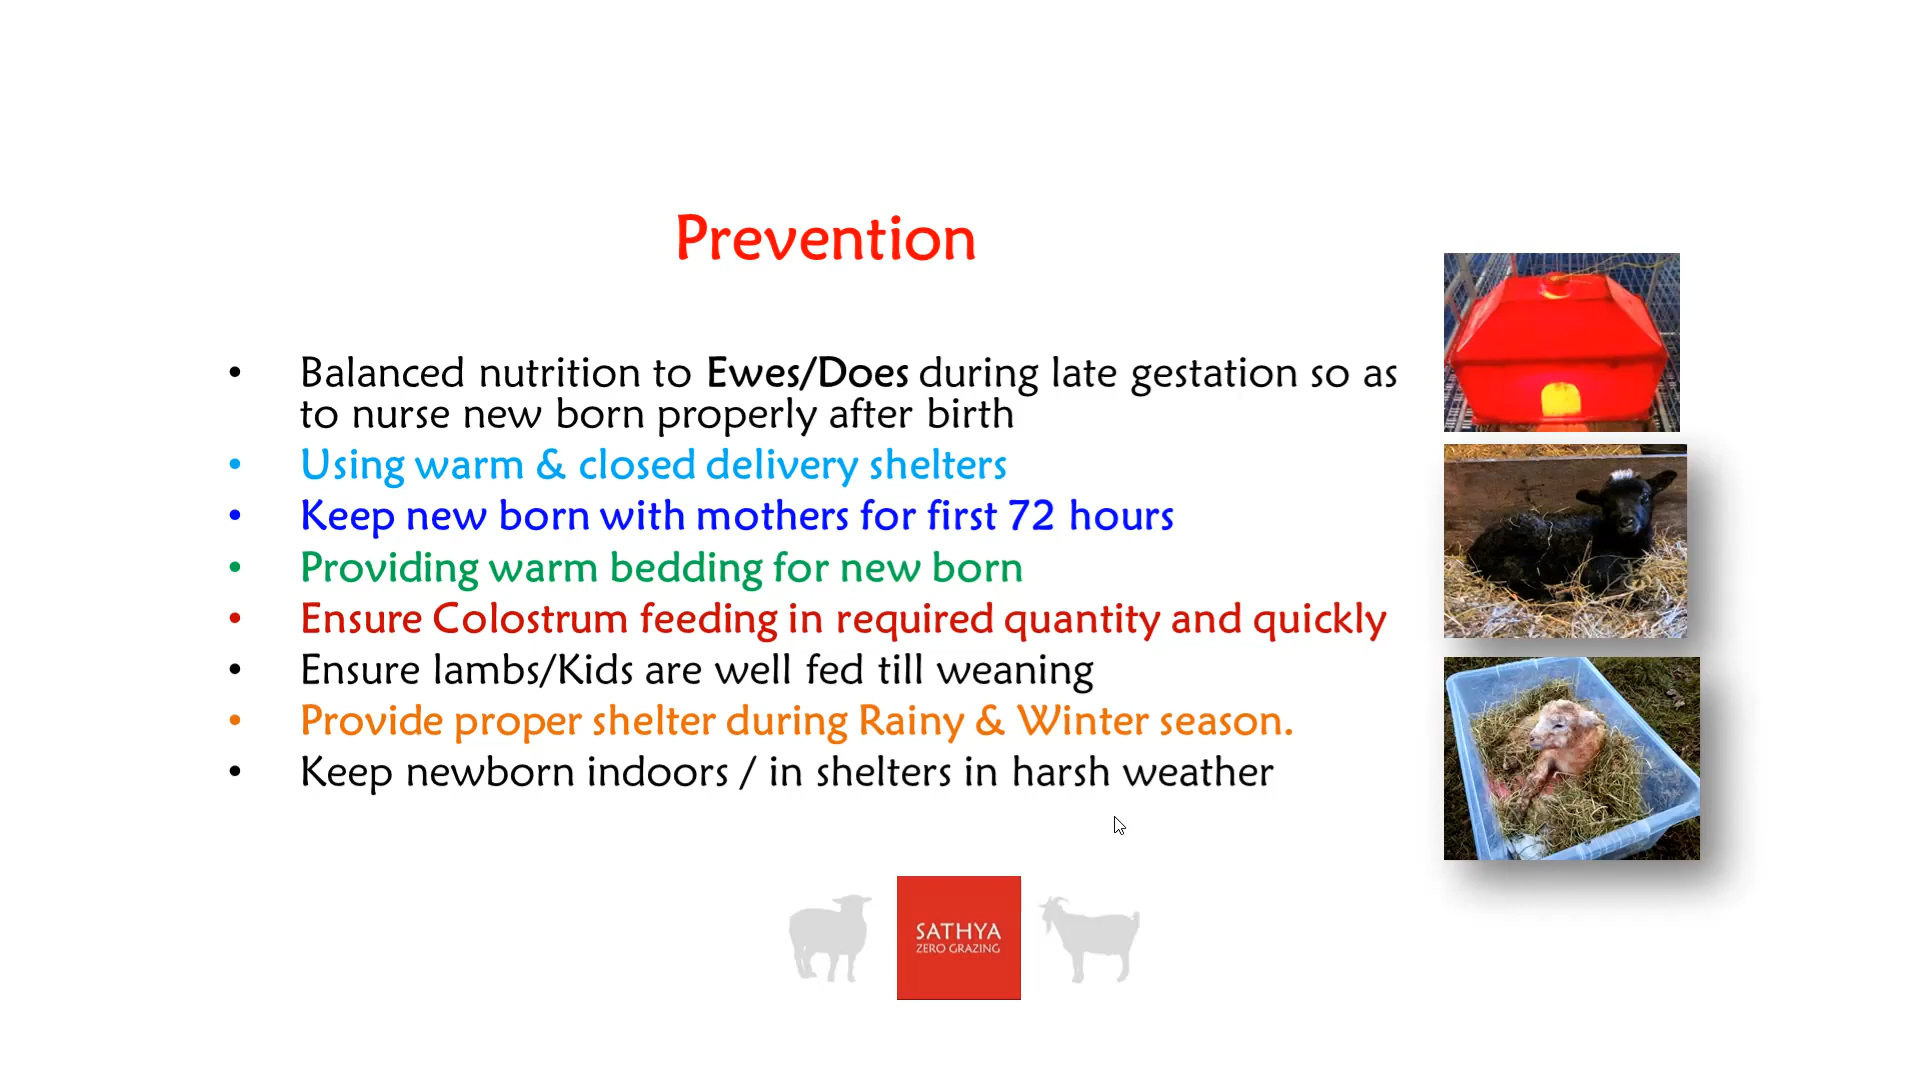 Prevention
• Balanced nutrition to Ewes/Does during late gestation so as
to nurse new born properly after birth
• Using warm & closed delivery shelters
• Keep new born with mothers for first 72 hours
• Providing warm bedding for new born
• Ensure Colostrum feeding in required quantity and quickly
• Ensure lambs/Kids are well fed till weaning
• Provide proper shelter during Rainy & Winter season.
• Keep newborn indoors / in shelters in harsh weather
SATHYA
ZERO GRAZING